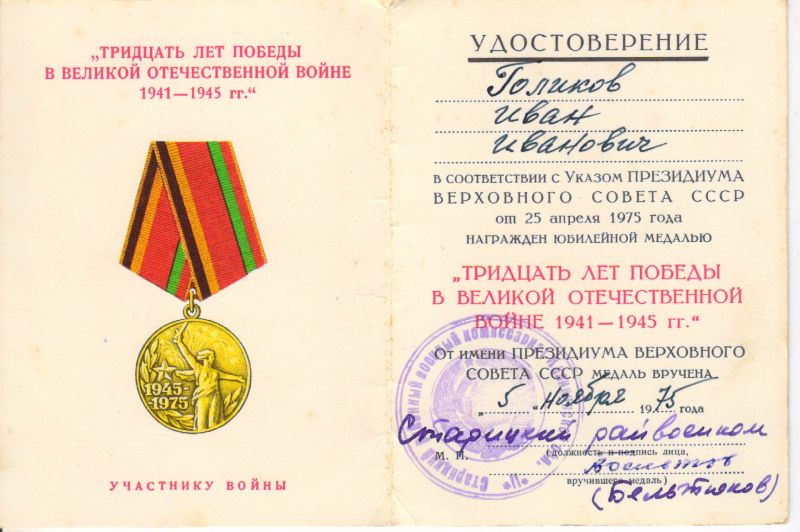 „ТРИДЦАТЬ ЛЕТ ПОБЕДЫ
В ВЕЛИКОЙ ОТЕЧЕСТВЕННОЙ ВОЙНЕ
1941—1945 гг.“
1945-
1975
УЧАСТНИКУ ВОЙНЫ
УДОСТОВЕРЕНИЕ
Голиков
Иван
Иванович
В СООТВЕТСТВИИ С УКАЗОМ ПРЕЗИДИУМА
ВЕРХОВНОГО СОВЕТА СССР
от 25 апреля 1975 года
НАГРАЖДЕН ЮБИЛЕЙНОЙ МЕДАЛЬЮ
„ТРИДЦАТЬ ЛЕТ ПОБЕДЫ
В ВЕЛИКОЙ ОТЕЧЕСТВЕННОЙ
ВОЙНЕ 1941—1945 гг.“
ОТ ИМЕНИ ПРЕЗИДИУМА ВЕРХОВНОГО
СОВЕТА СССР МЕДАЛЬ ВРУЧЕНА
„5 „ ноября 1975 года
Старицким райвоенком
М. П. (должность и подпись лица,
вручившего медаль)
военный комиссариат